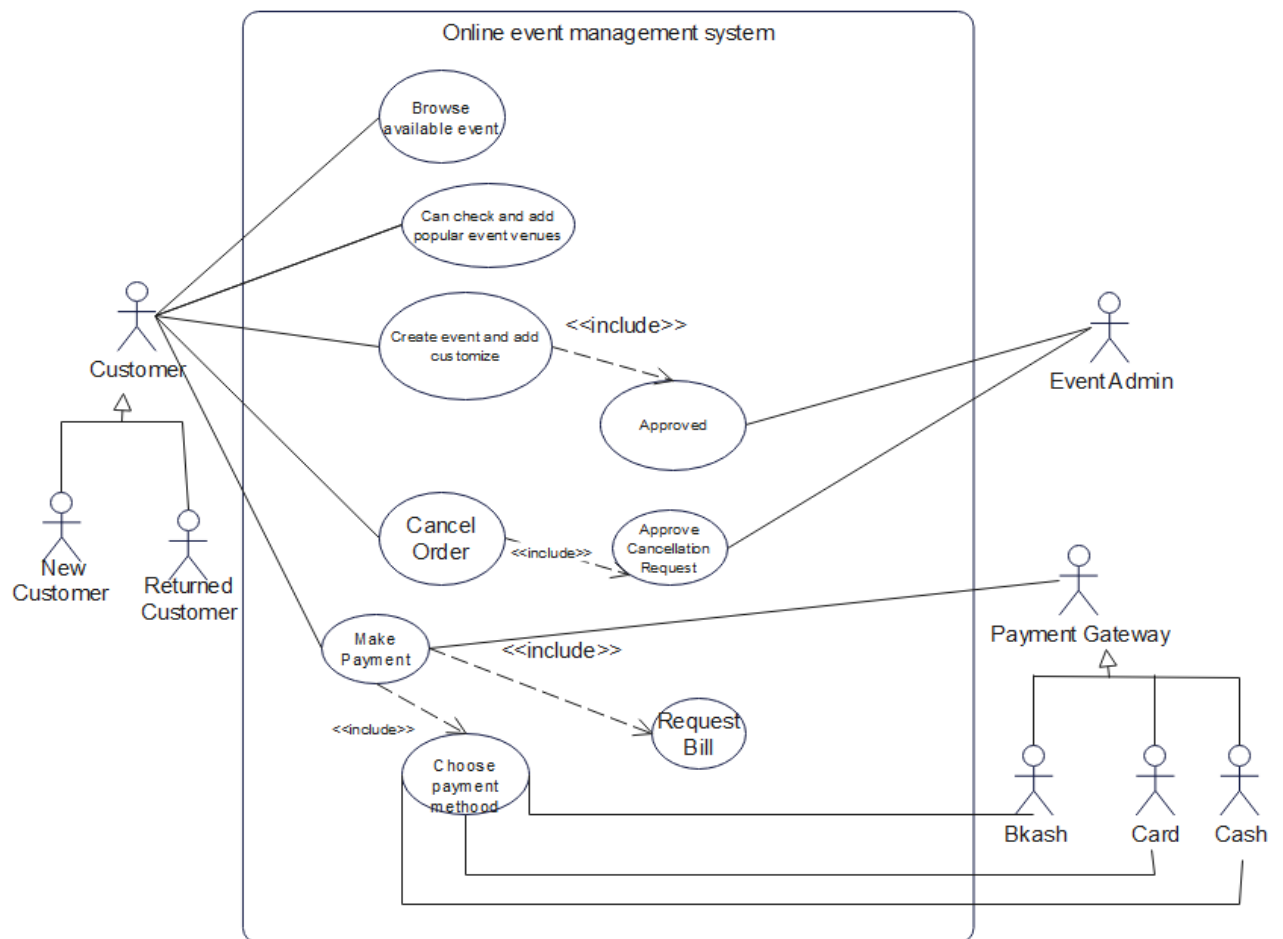 Online event management system
Browse
available event
Can check and add
popular event venues
Create event and add
customize
<<include>>
Approved
Customer
Event Admin
New
Customer
Returned
Customer
Cancel
Order
<<include>>
Approve
Cancellation
Request
Make
Payment
<<include>>
Payment Gateway
<<include>>
Request
Bill
Choose
payment
methood
Bkash
Card
Cash